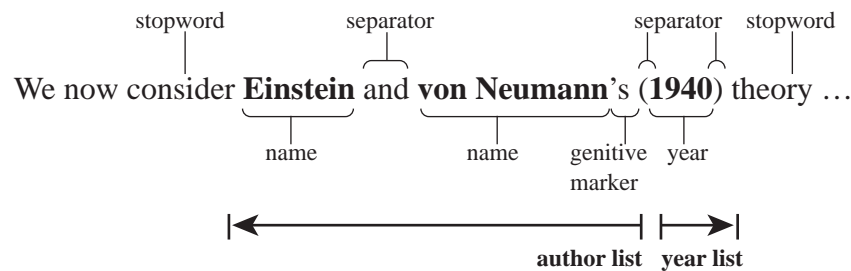 stopword separator separator stopword
We now consider Einstein and von Neumann’s (1940) theory …
name name genitive marker year
author list year list